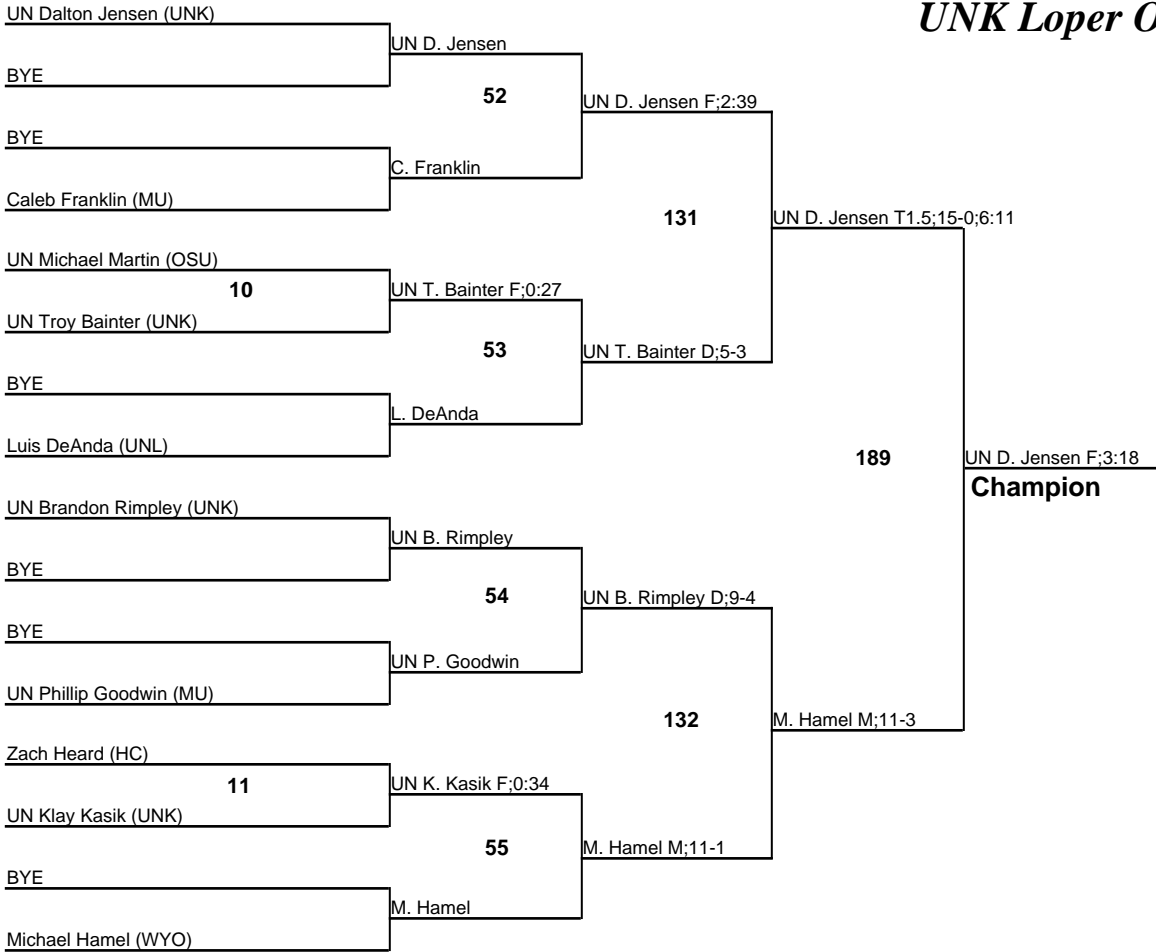 UNK Loper O
UN Dalton Jensen (UNK)
BYE
BYE
Caleb Franklin (MU)
UN Michael Martin (OSU)
10
UN Troy Bainter (UNK)
BYE
Luis DeAnda (UNL)
UN Brandon Rimpley (UNK)
BYE
BYE
UN Phillip Goodwin (MU)
Zach Heard (HC)
11
UN Klay Kasik (UNK)
BYE
Michael Hamel (WYO)
UN D. Jensen
52
C. Franklin
UN T. Bainter F;0:27
53
L. DeAnda
UN B. Rimpley
54
UN P. Goodwin
UN K. Kasik F;0:34
55
M. Hamel
UN D. Jensen F;2:39
131
UN T. Bainter D;5-3
UN B. Rimpley D;9-4
132
M. Hamel M;11-1
UN D. Jensen T1.5;15-0;6:11
189
M. Hamel M;11-3
UN D. Jensen F;3:18
Champion